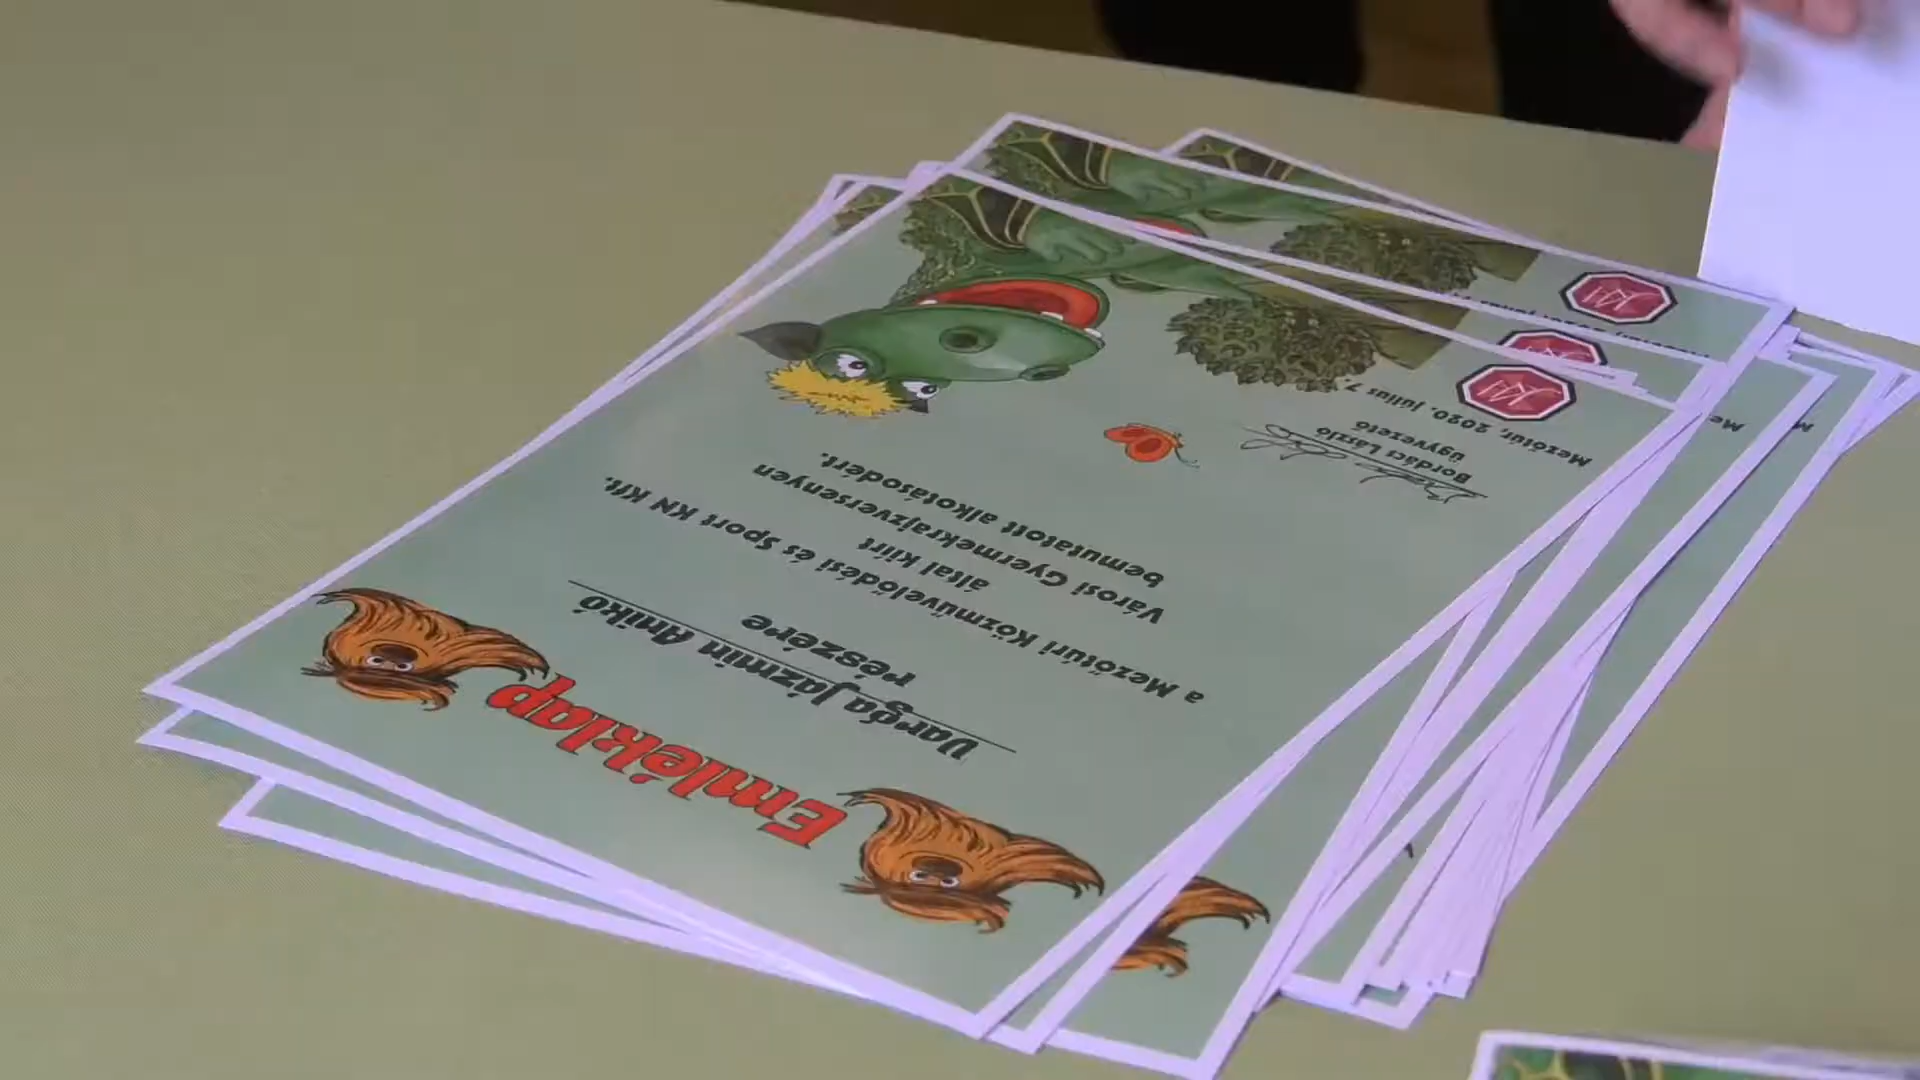 Emléklap
Varga Jázmin Anikó
részére
a Mezőtúri Közművelődési és Sport KN Kft.
által kiírt
Városi Gyermekrajzversenyen
bemutatott alkotásodért.
Bordács László
ügyvezető
Mezőtúr, 2020. július 7.